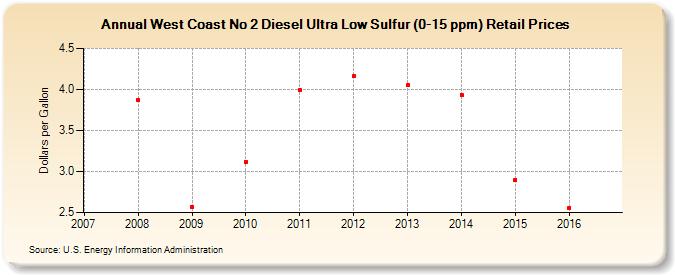 Annual West Coast No 2 Diesel Ultra Low Sulfur (0-15 ppm) Retail Prices
Dollars per Gallon
4.5
4.0
3.5
3.0
2.5
2007 2008 2009 2010 2011 2012 2013 2014 2015 2016
Source: U.S. Energy Information Administration